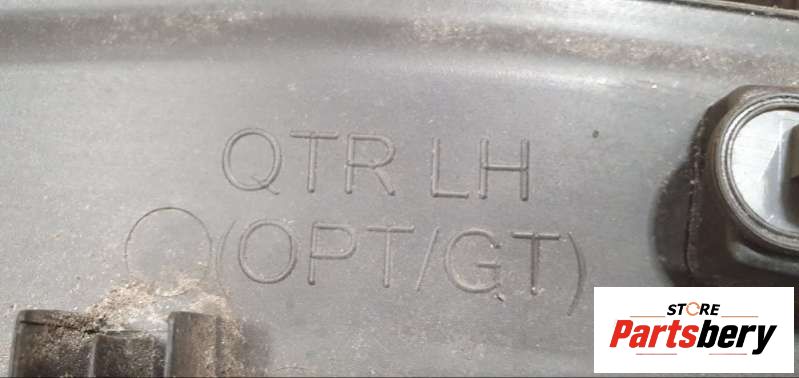 QTR LH
(OPT/GT)
STORE
Partsbery